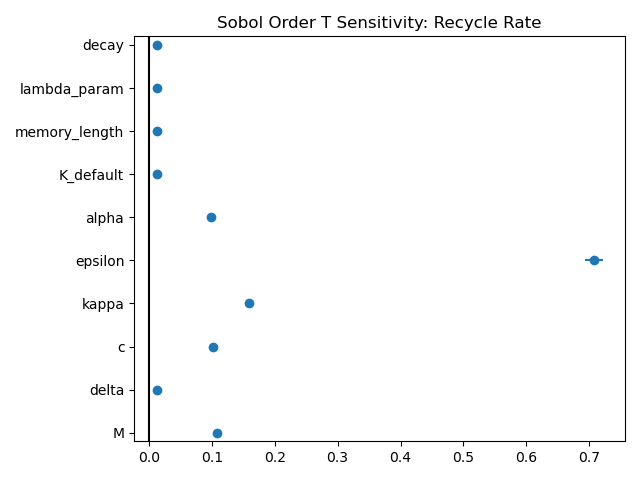 Sobol Order T Sensitivity: Recycle Rate
decay
lambda_param
memory_length
K_default
alpha
epsilon
kappa
c
delta
M
0.0 0.1 0.2 0.3 0.4 0.5 0.6 0.7